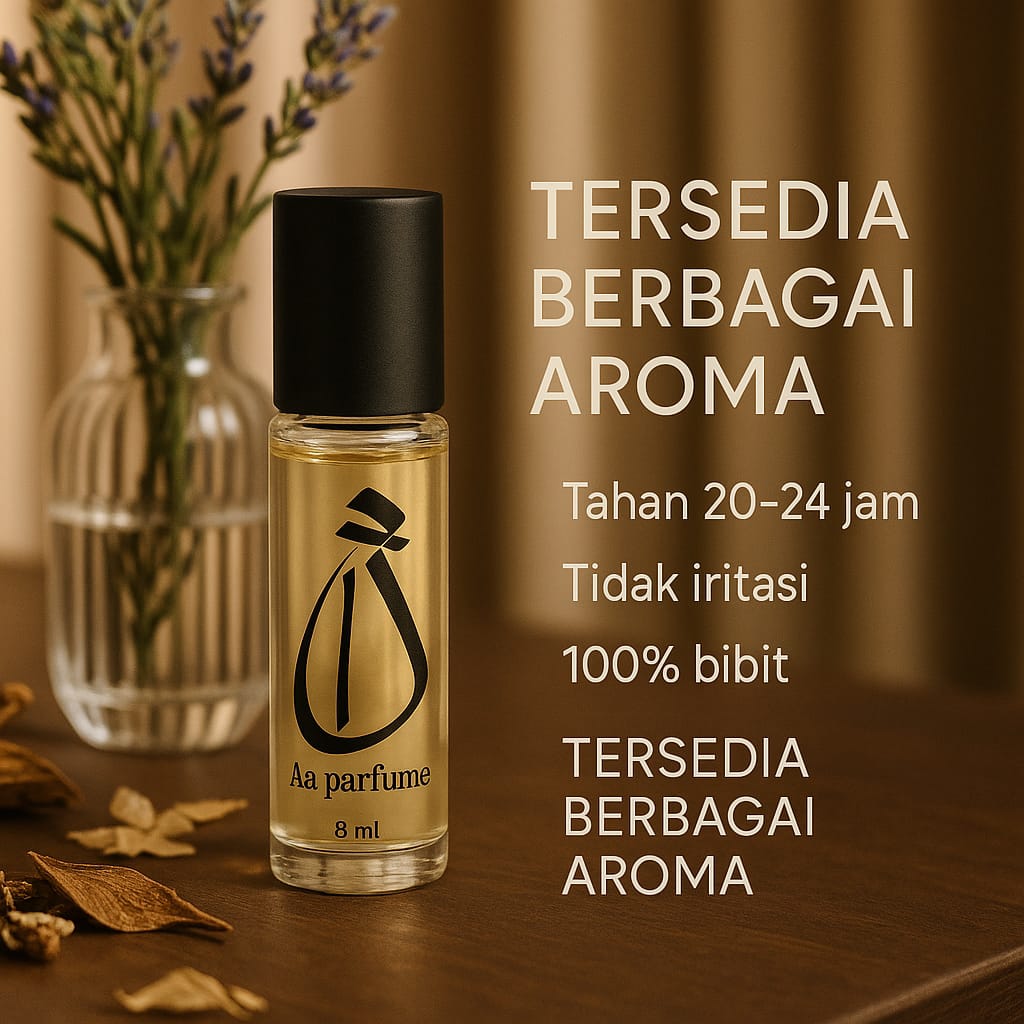 TERSEDIA
BERBAGAI
AROMA
Tahan 20–24 jam
Tidak iritasi
100% bibit
TERSEDIA
BERBAGAI
AROMA
Aa parfume
8 ml